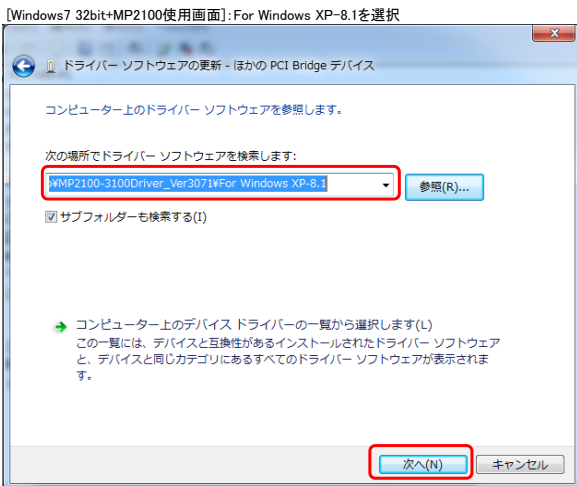 [Windows7 32bit+MP2100使用画面]:For Windows XP-8.1を選択
ドライバー ソフトウェアの更新 - ほかの PCI Bridge デバイス
コンピューター上のドライバー ソフトウェアを参照します。
次の場所でドライバー ソフトウェアを検索します:
¥MP2100-3100Driver_Ver3071¥For Windows XP-8.1
参照(R)...
サブフォルダーも検索する(I)
コンピューター上のデバイス ドライバーの一覧から選択します(L)
この一覧には、デバイスと互換性があるインストールされたドライバー ソフトウェア
と、デバイスと同じカテゴリにあるすべてのドライバー ソフトウェアが表示されま
す。
次へ(N)
キャンセル